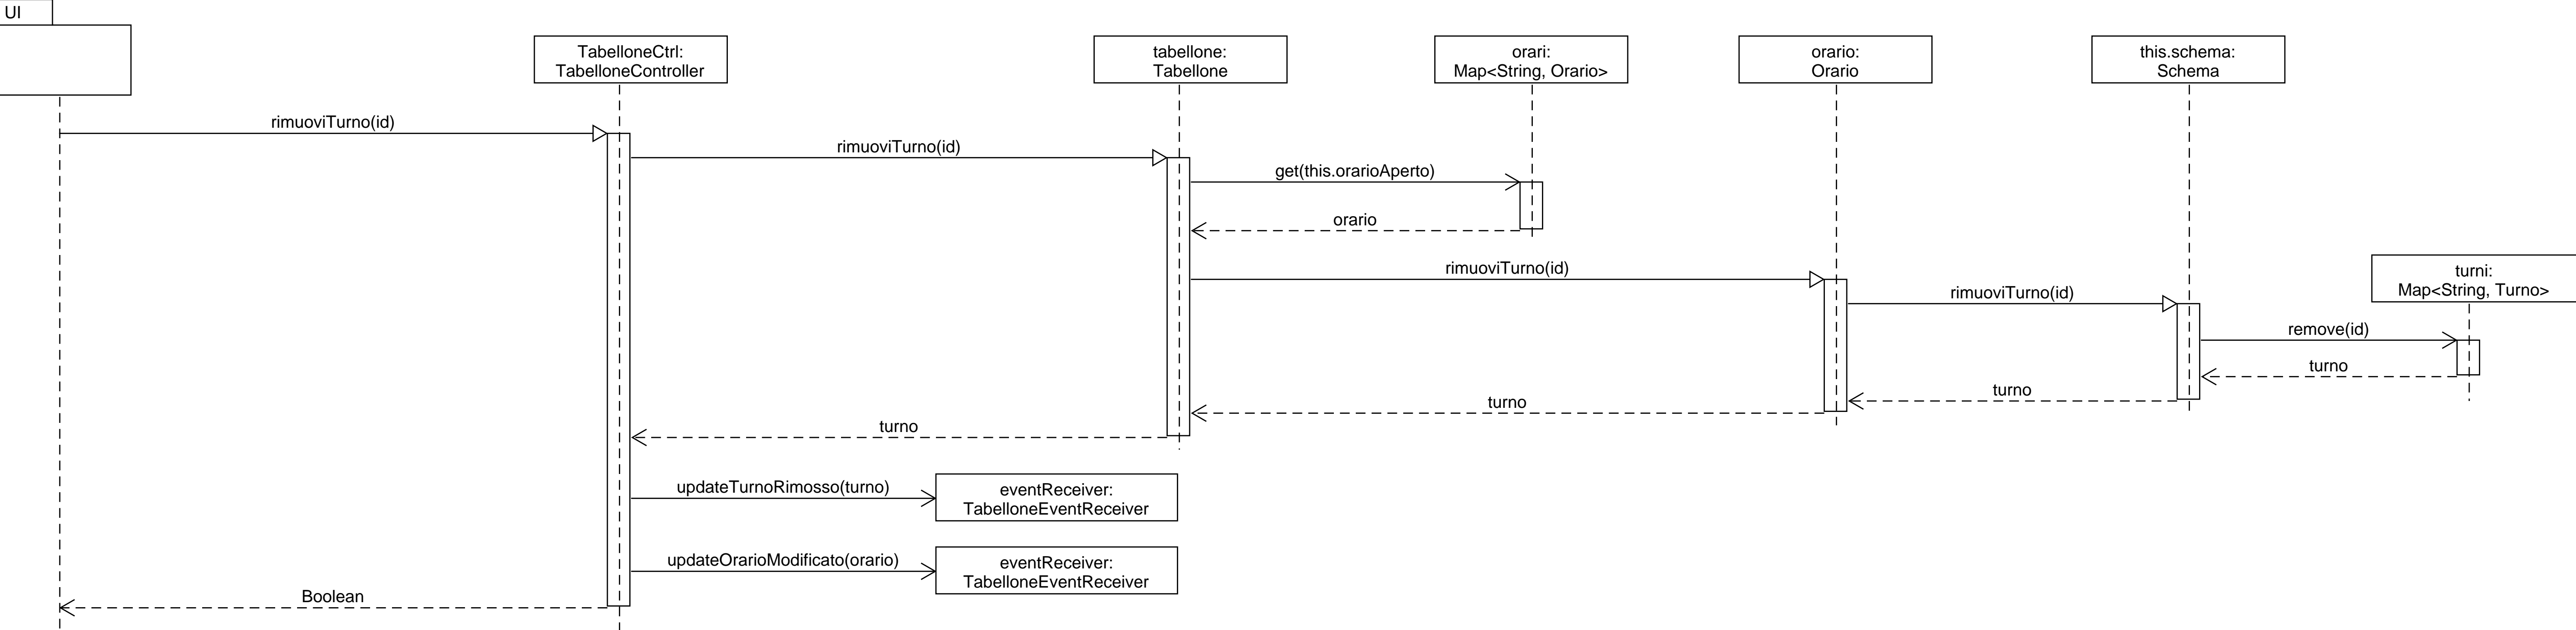 UI
TabelloneCtrl:
TabelloneController
tabellone:
Tabellone
orari:
Map<String, Orario>
orario:
Orario
this.schema:
Schema
rimuoviTurno(id)
rimuoviTurno(id)
get(this.orarioAperto)
orario
rimuoviTurno(id)
turni:
Map<String, Turno>
rimuoviTurno(id)
remove(id)
turno
turno
turno
turno
updateTurnoRimosso(turno)
eventReceiver:
TabelloneEventReceiver
updateOrarioModificato(orario)
eventReceiver:
TabelloneEventReceiver
Boolean